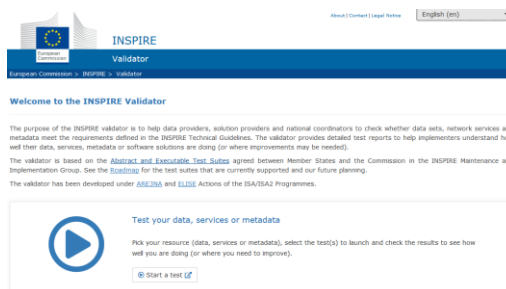 About | Contact | Legal Notice
English (en)
INSPIRE
European
Commission
Validator
European Commission > INSPIRE > Validator
Welcome to the INSPIRE Validator
The purpose of the INSPIRE validator is to help data providers, solution providers and national coordinators to check whether data sets, network services a
metadata meet the requirements defined in the INSPIRE Technical Guidelines. The validator provides detailed test reports to help implementers understand h
well their data, services, metadata or software solutions are doing (or where improvements may be needed).
The validator is based on the Abstract and Executable Test Suites agreed between Member States and the Commission in the INSPIRE Maintenance a
Implementation Group. See the Roadmap for the test suites that are currently supported and our future planning.
The validator has been developed under ARE3NA and ELISE Actions of the ISA/ISA2 Programmes.
Test your data, services or metadata
Pick your resource (data, services or metadata), select the test(s) to launch and check the results to see how
well you are doing (or where you need to improve).
Start a test